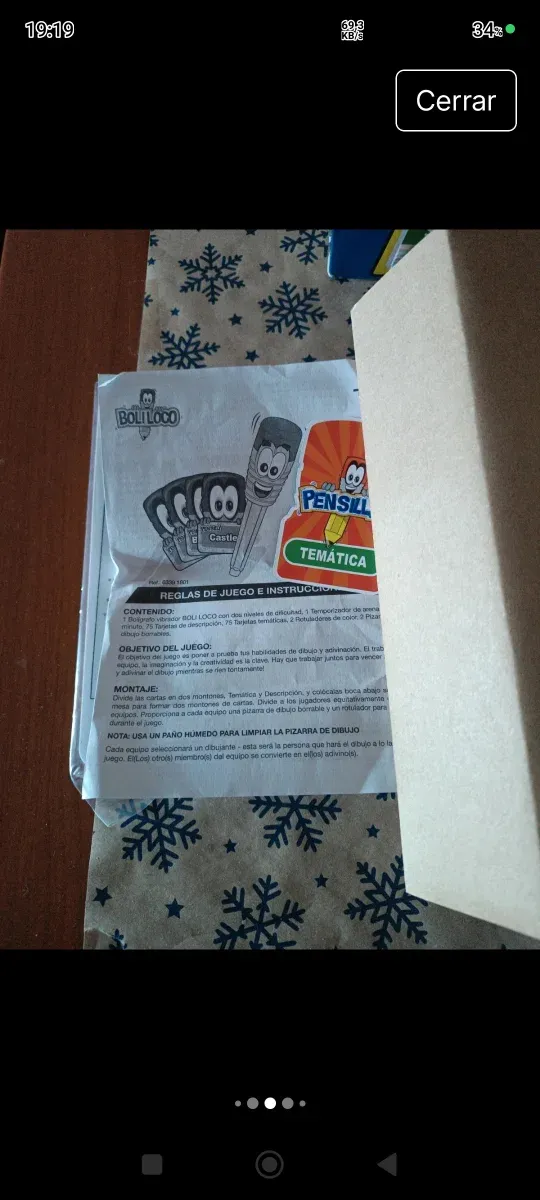 19:19
69,3
KB/s
34%
Cerrar
BOLI LOCO
Castle
PENSILL
TEMÁTICA
REGLAS DE JUEGO E INSTRUCCION
CONTENIDO:
1 Bolígrafo vibrador BOLI LOCO con dos niveles de dificultad, 1 Temporizador de arena
minuto, 75 Tarjetas de descripción, 75 Tarjetas temáticas, 2 Rotuladores de color, 2 Pizar
dibujo borrables.
OBJETIVO DEL JUEGO:
El objetivo del juego es poner a prueba tus habilidades de dibujo y adivinación. El trab
equipo, la imaginación y la creatividad es la clave. Hay que trabajar juntos para vencer
y adivinar el dibujo ¡mientras se ríen tontamente!
MONTAJE:
Divide las cartas en dos montones, Temática y Descripción, y colócalas boca abajo s
mesa para formar dos montones de cartas. Divide a los jugadores equitativamente
equipos. Proporciona a cada equipo una pizarra de dibujo borrable y un rotulador para
durante el juego.
NOTA: USA UN PAÑO HÚMEDO PARA LIMPIAR LA PIZARRA DE DIBUJO
Cada equipo seleccionará un dibujante - esta será la persona que hará el dibujo a lo la
juego. El(Los) otro(s) miembro(s) del equipo se convierte en el(los) adivino(s).